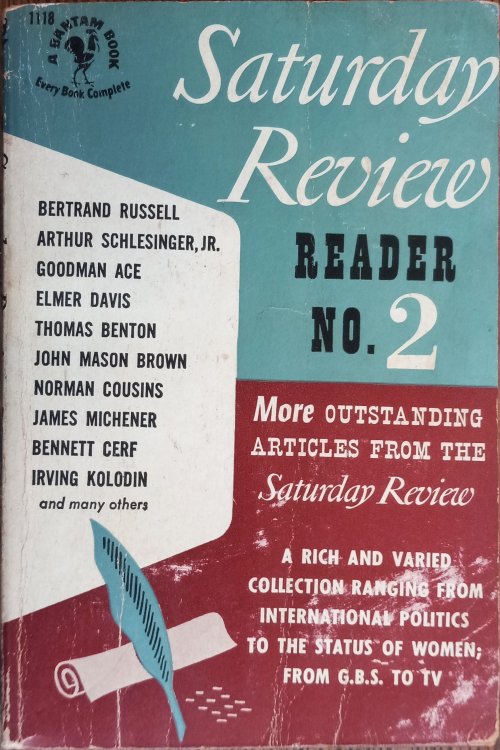 1118
A BANTAM BOOK
Every Book Complete
Saturday
Review
READER
NO. 2
BERTRAND RUSSELL
ARTHUR SCHLESINGER, JR.
GOODMAN ACE
ELMER DAVIS
THOMAS BENTON
JOHN MASON BROWN
NORMAN COUSINS
JAMES MICHENER
BENNETT CERF
IRVING KOLODIN
and many others
More OUTSTANDING
ARTICLES FROM THE
Saturday Review
A RICH AND VARIED
COLLECTION RANGING FROM
INTERNATIONAL POLITICS
TO THE STATUS OF WOMEN;
FROM G.B.S. TO TV